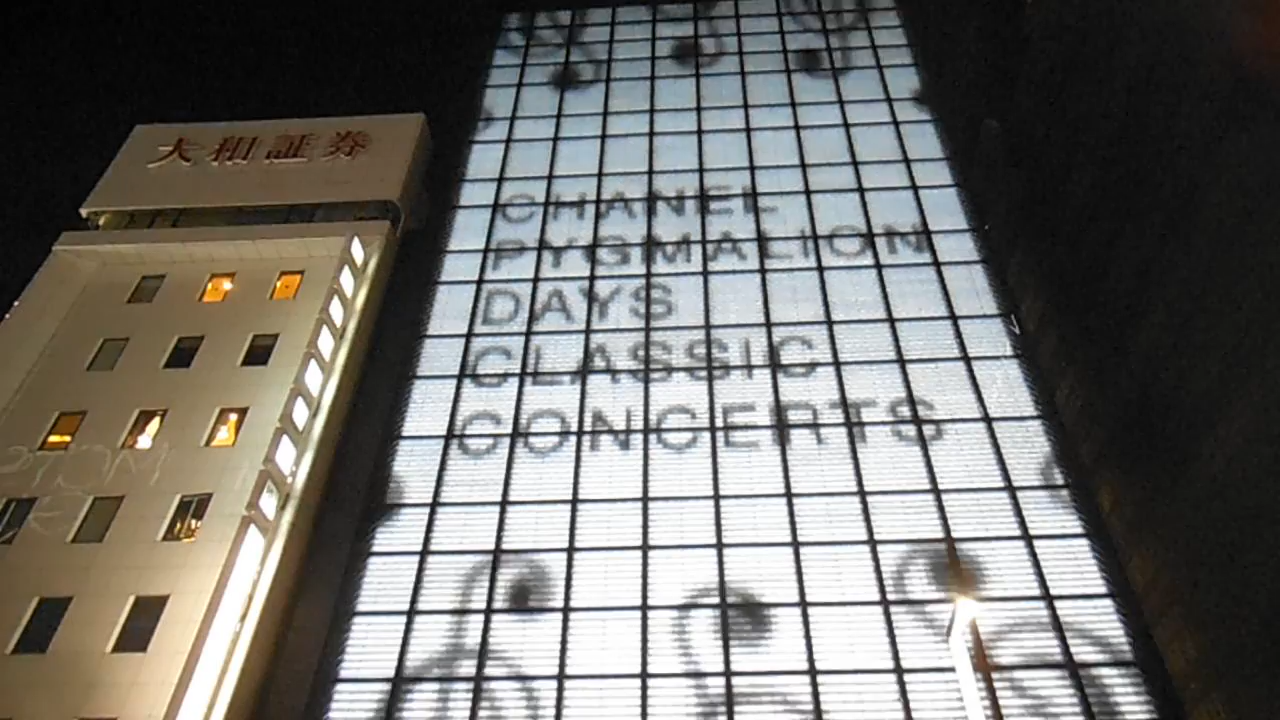 大和証券
CHANEL
PYGMALION
DAYS
CLASSIC
CONCERTS